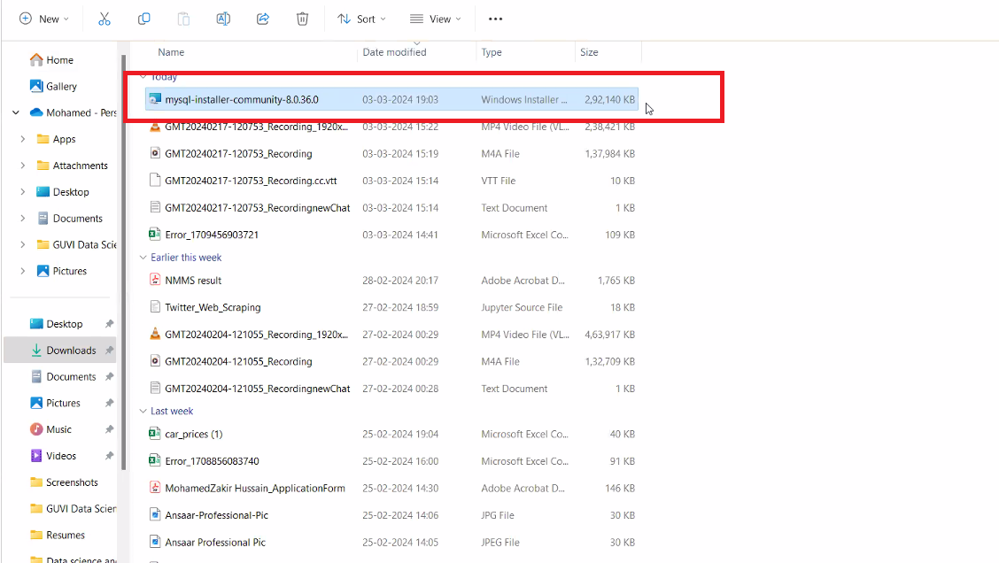 New
Sort
View
Name Date modified Type Size
Home
Gallery
Mohamed - Pers
Apps
Attachments
Desktop
Documents
GUVI Data Scie
Pictures
Desktop
Downloads
Documents
Pictures
Music
Videos
Screenshots
GUVI Data Scien
Resumes
Data science an
Today
mysql-installer-community-8.0.36.0 03-03-2024 19:03 Windows Installer ... 2,92,140 KB
GMT20240217-120753_Recording_1920x... 03-03-2024 15:22 MP4 Video File (VL... 2,38,421 KB
GMT20240217-120753_Recording 03-03-2024 15:19 M4A File 1,37,984 KB
GMT20240217-120753_Recording.cc.vtt 03-03-2024 15:14 VTT File 10 KB
GMT20240217-120753_RecordingnewChat 03-03-2024 15:14 Text Document 1 KB
Error_1709456903721 03-03-2024 14:41 Microsoft Excel Co... 109 KB
Earlier this week
NMMS result 28-02-2024 20:17 Adobe Acrobat D... 1,765 KB
Twitter_Web_Scraping 27-02-2024 18:59 Jupyter Source File 18 KB
GMT20240204-121055_Recording_1920x... 27-02-2024 00:29 MP4 Video File (VL... 4,63,917 KB
GMT20240204-121055_Recording 27-02-2024 00:29 M4A File 1,32,709 KB
GMT20240204-121055_RecordingnewChat 27-02-2024 00:28 Text Document 1 KB
Last week
car_prices (1) 25-02-2024 19:04 Microsoft Excel Co... 40 KB
Error_1708856083740 25-02-2024 16:00 Microsoft Excel Co... 91 KB
MohamedZakir Hussain_ApplicationForm 25-02-2024 14:30 Adobe Acrobat D... 146 KB
Ansaar-Professional-Pic 25-02-2024 14:06 JPG File 30 KB
Ansaar Professional Pic 25-02-2024 14:05 JPEG File 30 KB